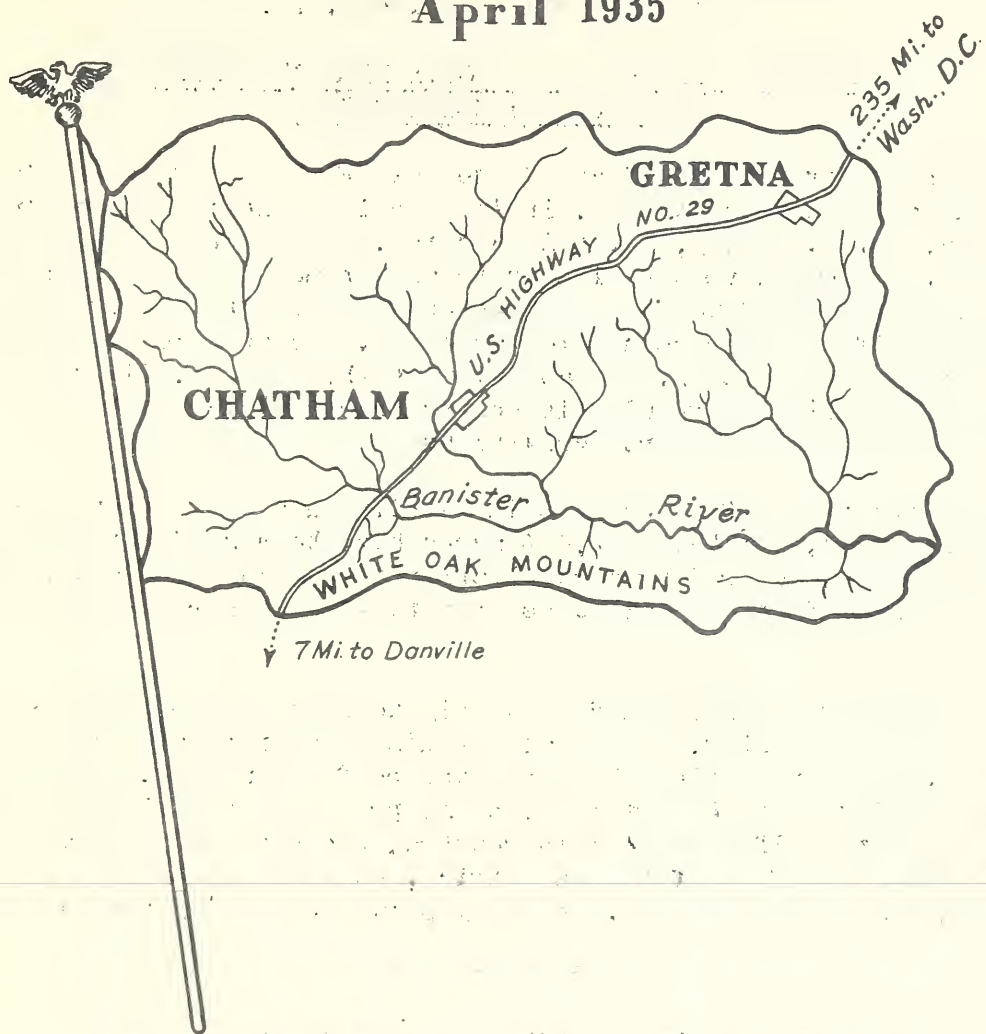 April 1935
235 Mi. to
Wash., D.C.
GRETNA
U.S. HIGHWAY NO. 29
CHATHAM
Banister River
WHITE OAK MOUNTAINS
7 Mi. to Danville